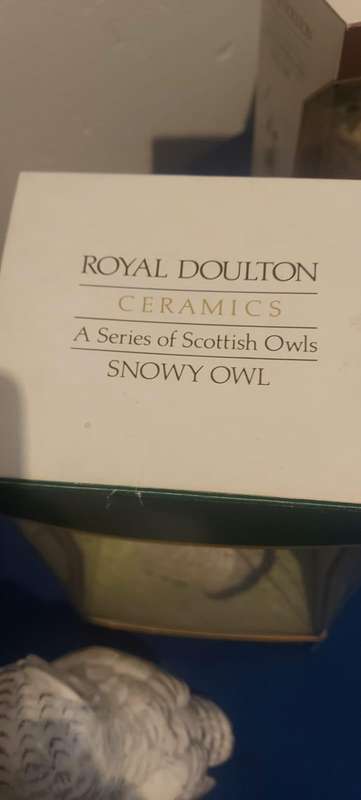 ROYAL DOULTON
CERAMICS
A Series of Scottish Owls
SNOWY OWL